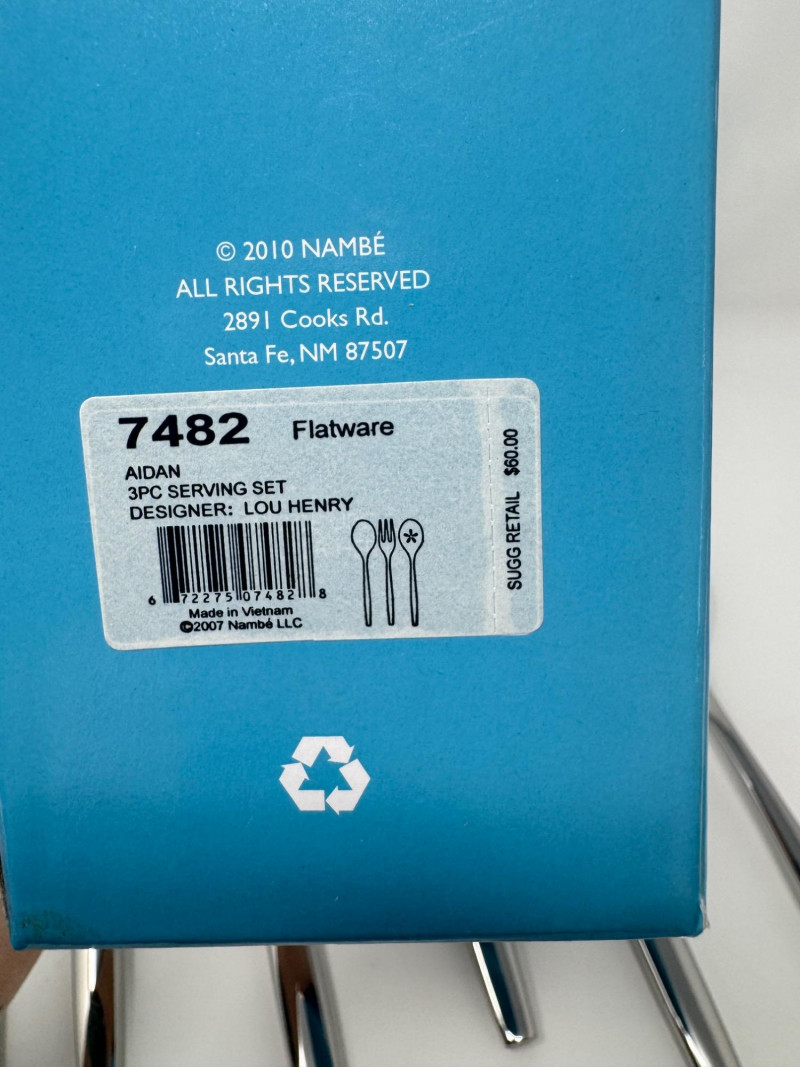 © 2010 NAMBÉ
ALL RIGHTS RESERVED
2891 Cooks Rd.
Santa Fe, NM 87507
7482 Flatware
AIDAN
3PC SERVING SET
DESIGNER: LOU HENRY
6 72275 07482 8
Made in Vietnam
©2007 Nambé LLC
SUGG RETAIL $60.00